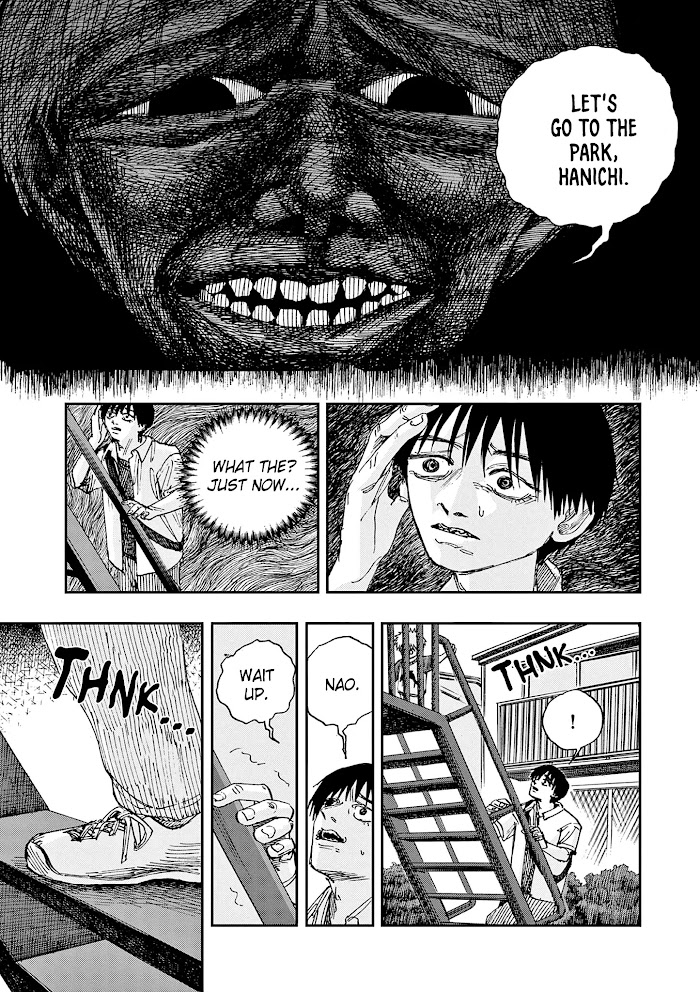 LET'S
GO TO THE
PARK,
HANICHI.
WHAT THE?
JUST NOW...
THNK...
!
NAO.
WAIT
UP.
THNK...